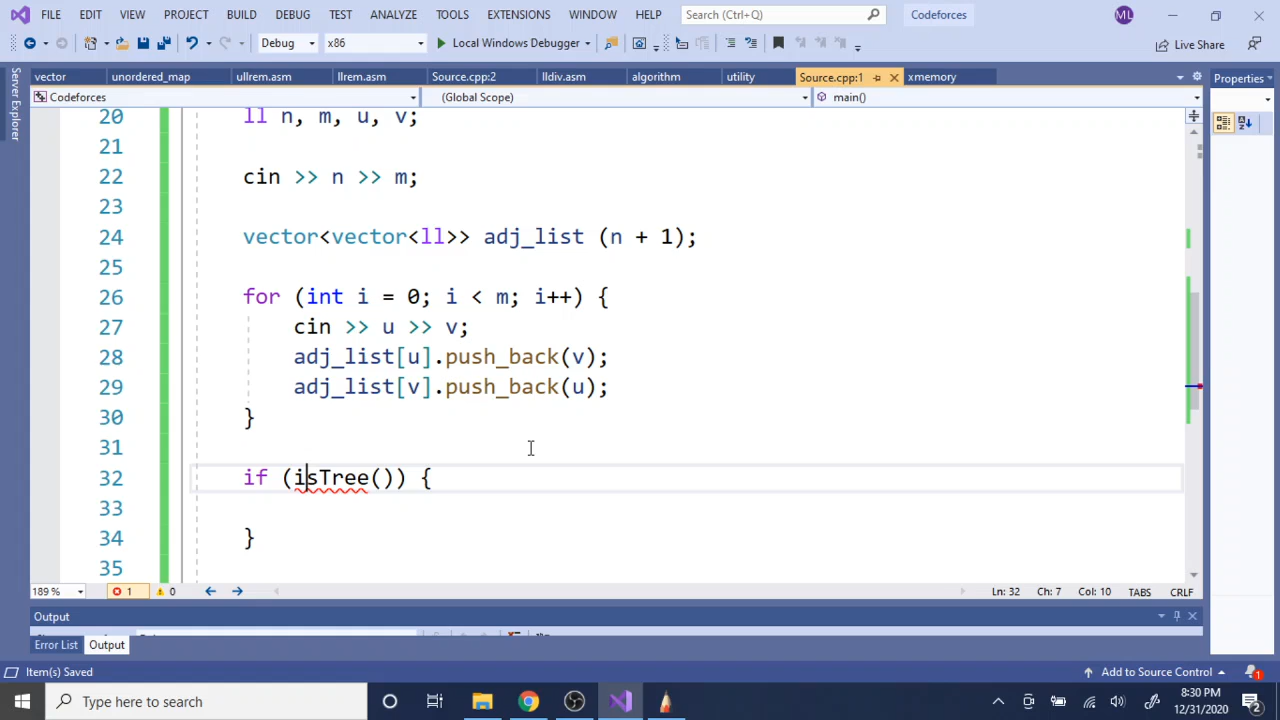 FILE EDIT VIEW PROJECT BUILD DEBUG TEST ANALYZE TOOLS EXTENSIONS WINDOW HELP Search (Ctrl+Q) Codeforces ML
Debug x86 Local Windows Debugger Live Share
vector unordered_map ullrem.asm llrem.asm Source.cpp:2 lldiv.asm algorithm utility Source.cpp:1 xmemory Properties
Server Explorer
Codeforces (Global Scope) main()
20 ll n, m, u, v;
21
22 cin >> n >> m;
23
24 vector<vector<ll>> adj_list (n + 1);
25
26 for (int i = 0; i < m; i++) {
27 cin >> u >> v;
28 adj_list[u].push_back(v);
29 adj_list[v].push_back(u);
30 }
31
32 if (isTree()) {
33
34 }
35
189 % 1 0 Ln: 32 Ch: 7 Col: 10 TABS CRLF
Output
Error List Output
Item(s) Saved Add to Source Control 1
Type here to search 8:30 PM
12/31/2020 2